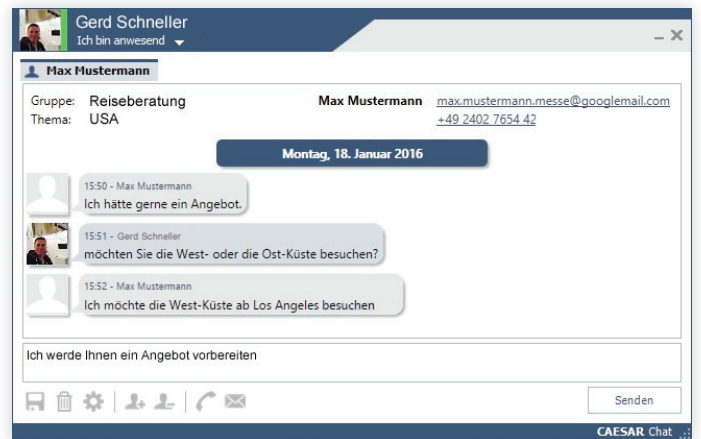 Gerd Schneller
Ich bin anwesend
Max Mustermann
Gruppe: Reiseberatung Max Mustermann max.mustermann.messe@googlemail.com
Thema: USA +49 2402 7654 42
Montag, 18. Januar 2016
15:50 - Max Mustermann
Ich hätte gerne ein Angebot.
15:51 - Gerd Schneller
möchten Sie die West- oder die Ost-Küste besuchen?
15:52 - Max Mustermann
Ich möchte die West-Küste ab Los Angeles besuchen
Ich werde Ihnen ein Angebot vorbereiten
Senden
CAESAR Chat